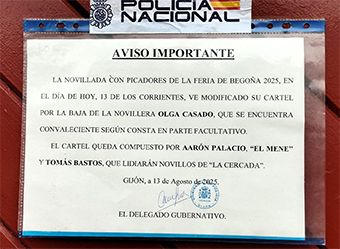 POLICÍA
NACIONAL
AVISO IMPORTANTE
LA NOVILLADA CON PICADORES DE LA FERIA DE BEGOÑA 2025, EN
EL DÍA DE HOY, 13 DE LOS CORRIENTES, VE MODIFICADO SU CARTEL
POR LA BAJA DE LA NOVILLERA OLGA CASADO, QUE SE ENCUENTRA
CONVALECIENTE SEGÚN CONSTA EN PARTE FACULTATIVO.
EL CARTEL QUEDA COMPUESTO POR AARÓN PALACIO, “EL MENE”
Y TOMÁS BASTOS, QUE LIDIARÁN NOVILLOS DE “LA CERCADA”.
GIJÓN, a 13 de Agosto de 2025.
EL DELEGADO GUBERNATIVO.